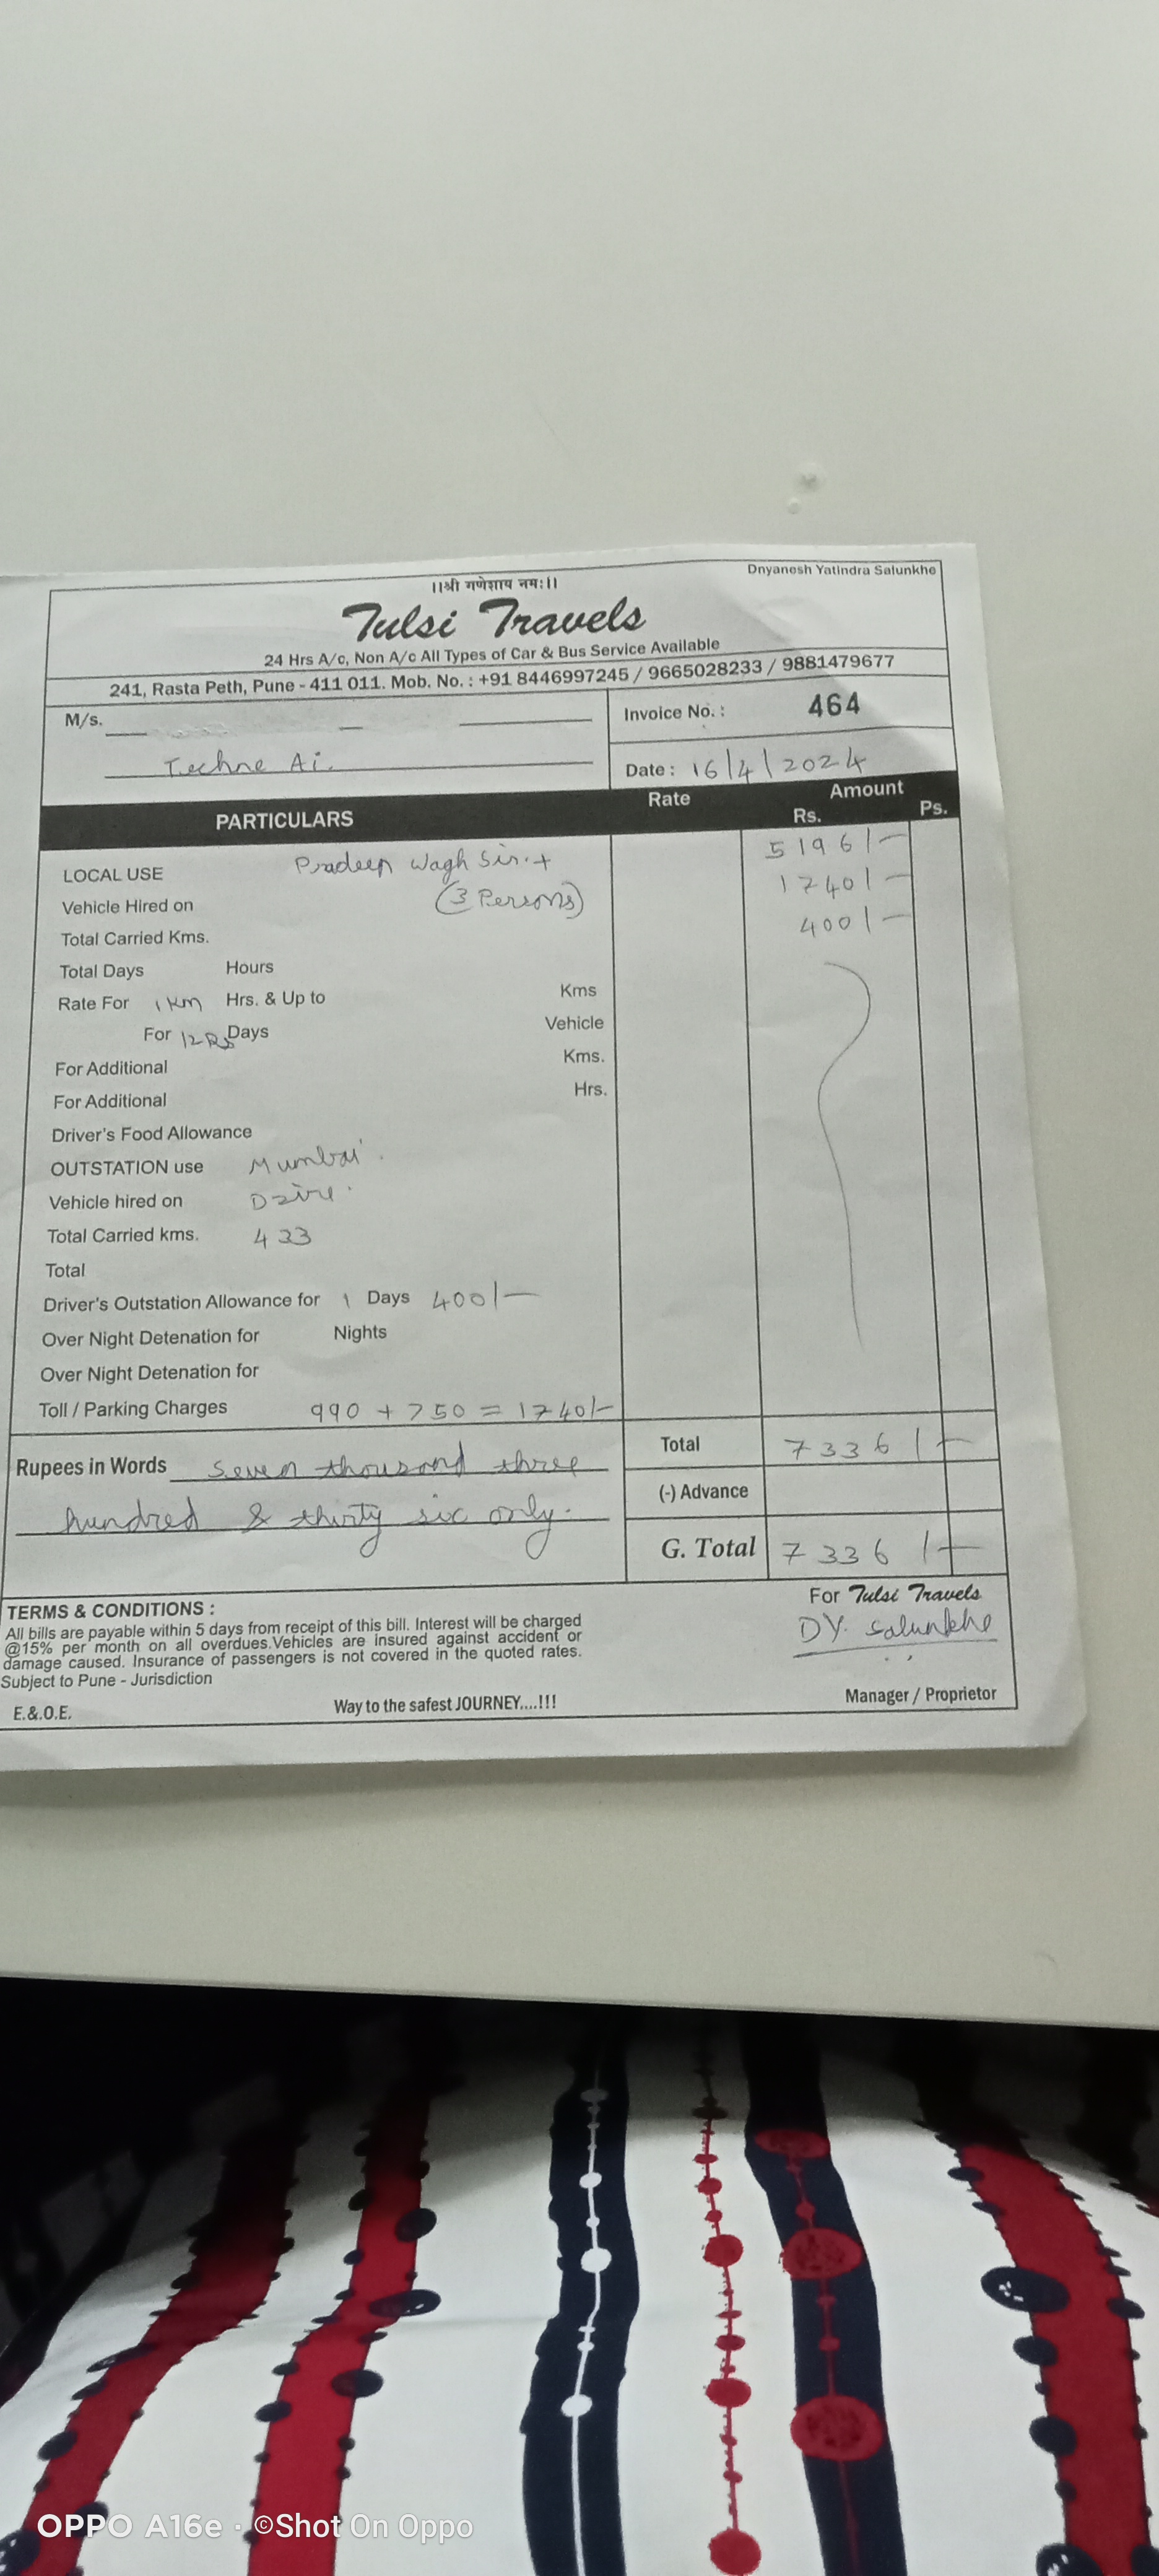 Dnyanesh Yatindra Salunkhe
।।श्री गणेशाय नमः।।
Tulsi Travels
24 Hrs A/c, Non A/c All Types of Car & Bus Service Available
241, Rasta Peth, Pune - 411 011. Mob. No. : +91 8446997245 / 9665028233 / 9881479677
M/s.
Techne Ai.
Invoice No. : 464
Date : 16/4/2024
PARTICULARS Rate Amount
Rs. Ps.
LOCAL USE Pradeep Wagh Sir. + 5196/-
Vehicle Hired on (3 Persons) 1740/-
Total Carried Kms. 400/-
Total Days Hours
Rate For 1 Km Hrs. & Up to Kms
For 12 Rs Days Vehicle
For Additional Kms.
For Additional Hrs.
Driver's Food Allowance
OUTSTATION use Mumbai.
Vehicle hired on Dzire.
Total Carried kms. 433
Total
Driver's Outstation Allowance for 1 Days 400/-
Over Night Detenation for Nights
Over Night Detenation for
Toll / Parking Charges 990 + 750 = 1740/-
Rupees in Words Seven thousand three
hundred & thirty six only.
Total 7336/-
(-) Advance
G. Total 7336/-
TERMS & CONDITIONS :
All bills are payable within 5 days from receipt of this bill. Interest will be charged
@15% per month on all overdues.Vehicles are insured against accident or
damage caused. Insurance of passengers is not covered in the quoted rates.
Subject to Pune - Jurisdiction
For Tulsi Travels
DY. Salunkhe
E.&.O.E. Way to the safest JOURNEY....!!! Manager / Proprietor
OPPO A16e · ©Shot On Oppo